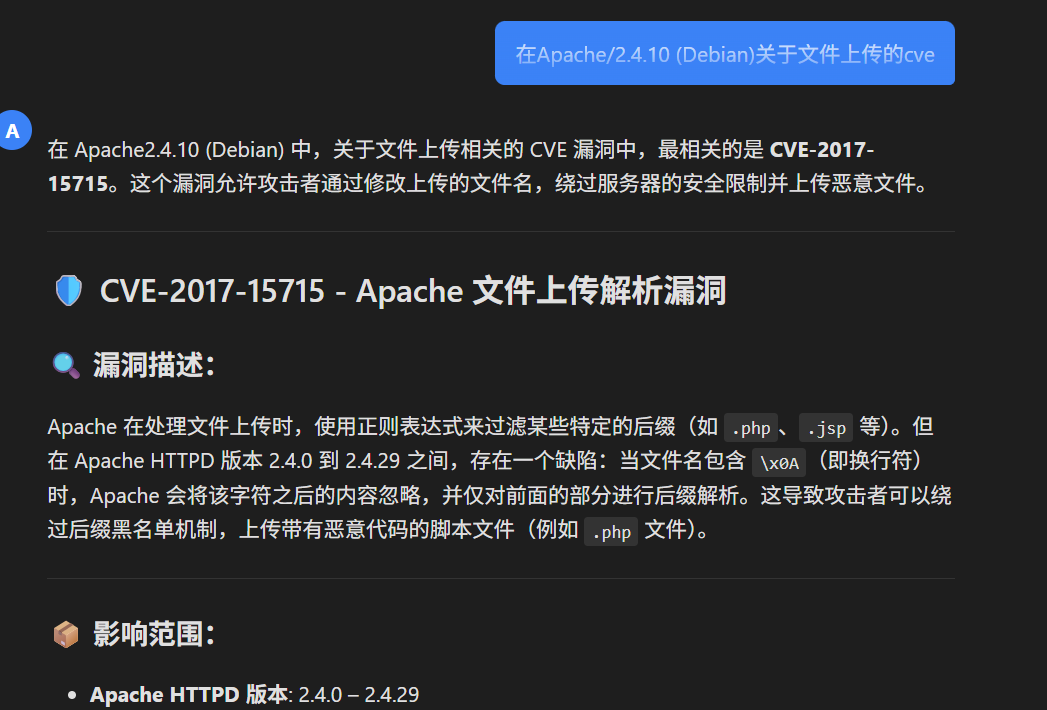 在Apache/2.4.10 (Debian)关于文件上传的cve
A
在 Apache2.4.10 (Debian) 中，关于文件上传相关的 CVE 漏洞中，最相关的是 CVE-2017-
15715。这个漏洞允许攻击者通过修改上传的文件名，绕过服务器的安全限制并上传恶意文件。
CVE-2017-15715 - Apache 文件上传解析漏洞
漏洞描述：
Apache 在处理文件上传时，使用正则表达式来过滤某些特定的后缀（如 .php、.jsp 等）。但
在 Apache HTTPD 版本 2.4.0 到 2.4.29 之间，存在一个缺陷：当文件名包含 \x0A（即换行符）
时，Apache 会将该字符之后的内容忽略，并仅对前面的部分进行后缀解析。这导致攻击者可以绕
过后缀黑名单机制，上传带有恶意代码的脚本文件（例如 .php 文件）。
影响范围：
• Apache HTTPD 版本: 2.4.0 – 2.4.29